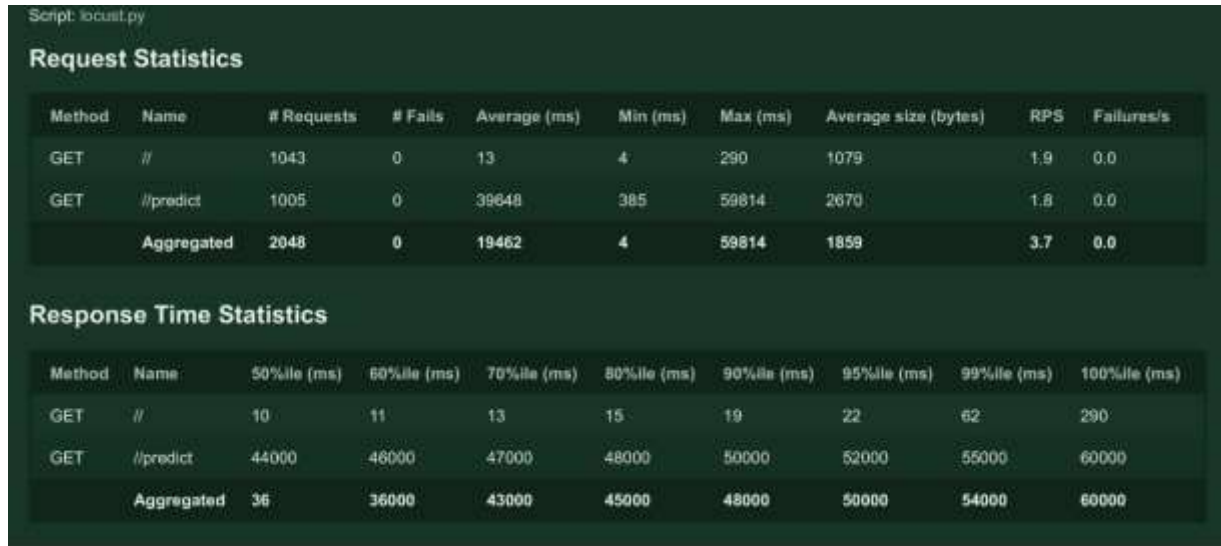 Script: locust.py
Request Statistics
Method Name # Requests # Fails Average (ms) Min (ms) Max (ms) Average size (bytes) RPS Failures/s
GET // 1043 0 13 4 290 1079 1.9 0.0
GET //predict 1005 0 39648 385 59814 2670 1.8 0.0
Aggregated 2048 0 19462 4 59814 1859 3.7 0.0
Response Time Statistics
Method Name 50%ile (ms) 60%ile (ms) 70%ile (ms) 80%ile (ms) 90%ile (ms) 95%ile (ms) 99%ile (ms) 100%ile (ms)
GET // 10 11 13 15 19 22 62 290
GET //predict 44000 46000 47000 48000 50000 52000 55000 60000
Aggregated 36 36000 43000 45000 48000 50000 54000 60000